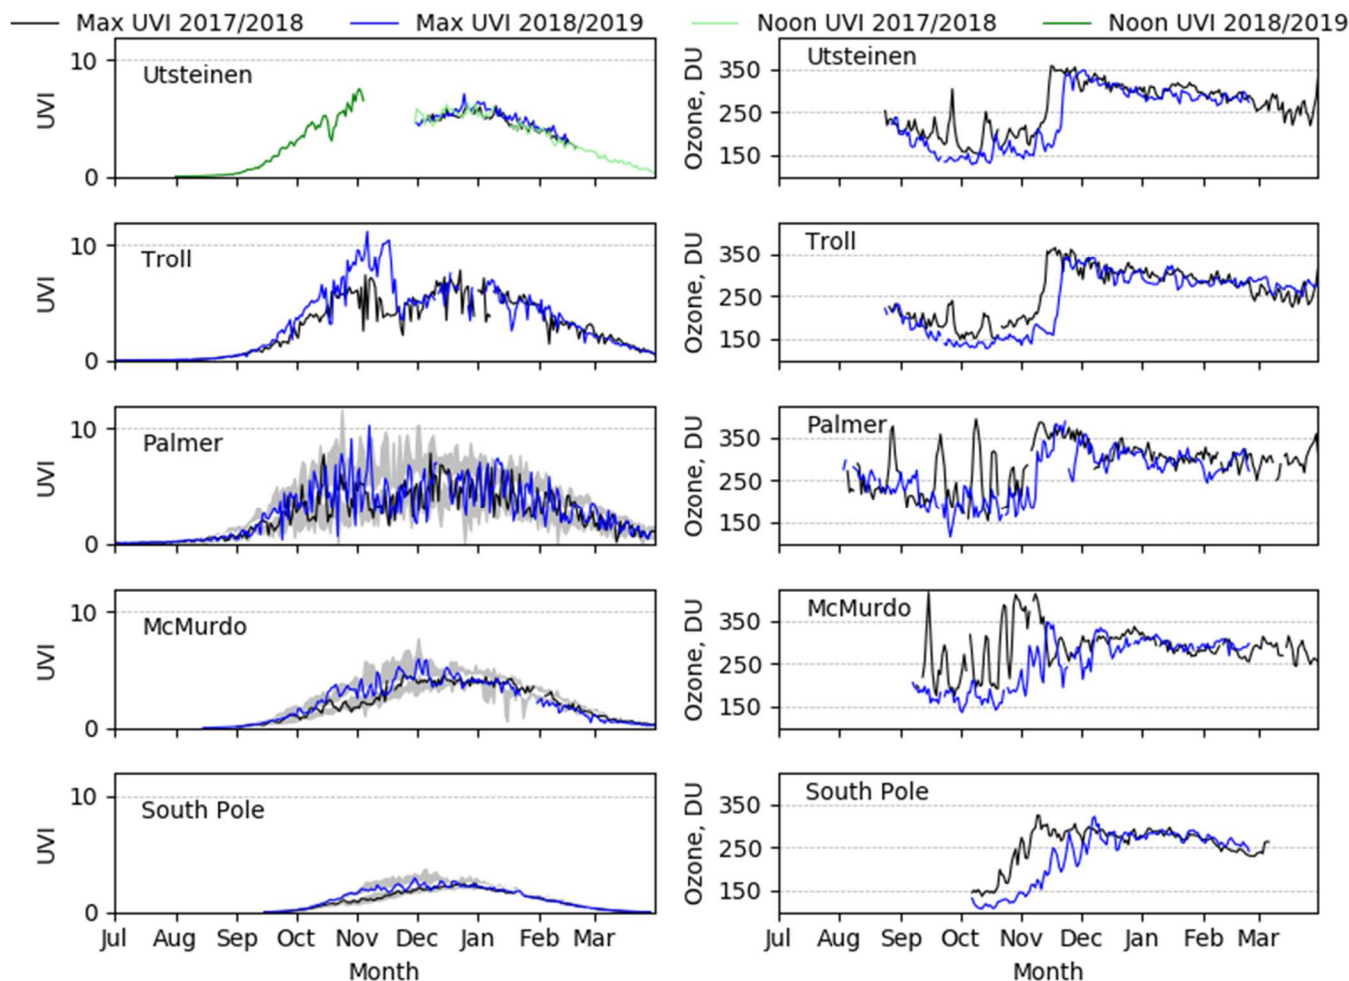 Max UVI 2017/2018 Max UVI 2018/2019 Noon UVI 2017/2018 Noon UVI 2018/2019
Utsteinen
10
0
UVI
Utsteinen
350
250
150
Ozone, DU
Troll
10
0
UVI
Troll
350
250
150
Ozone, DU
Palmer
10
0
UVI
Palmer
350
250
150
Ozone, DU
McMurdo
10
0
UVI
McMurdo
350
250
150
Ozone, DU
South Pole
10
0
UVI
South Pole
350
250
150
Ozone, DU
Jul Aug Sep Oct Nov Dec Jan Feb Mar
Month
Jul Aug Sep Oct Nov Dec Jan Feb Mar
Month